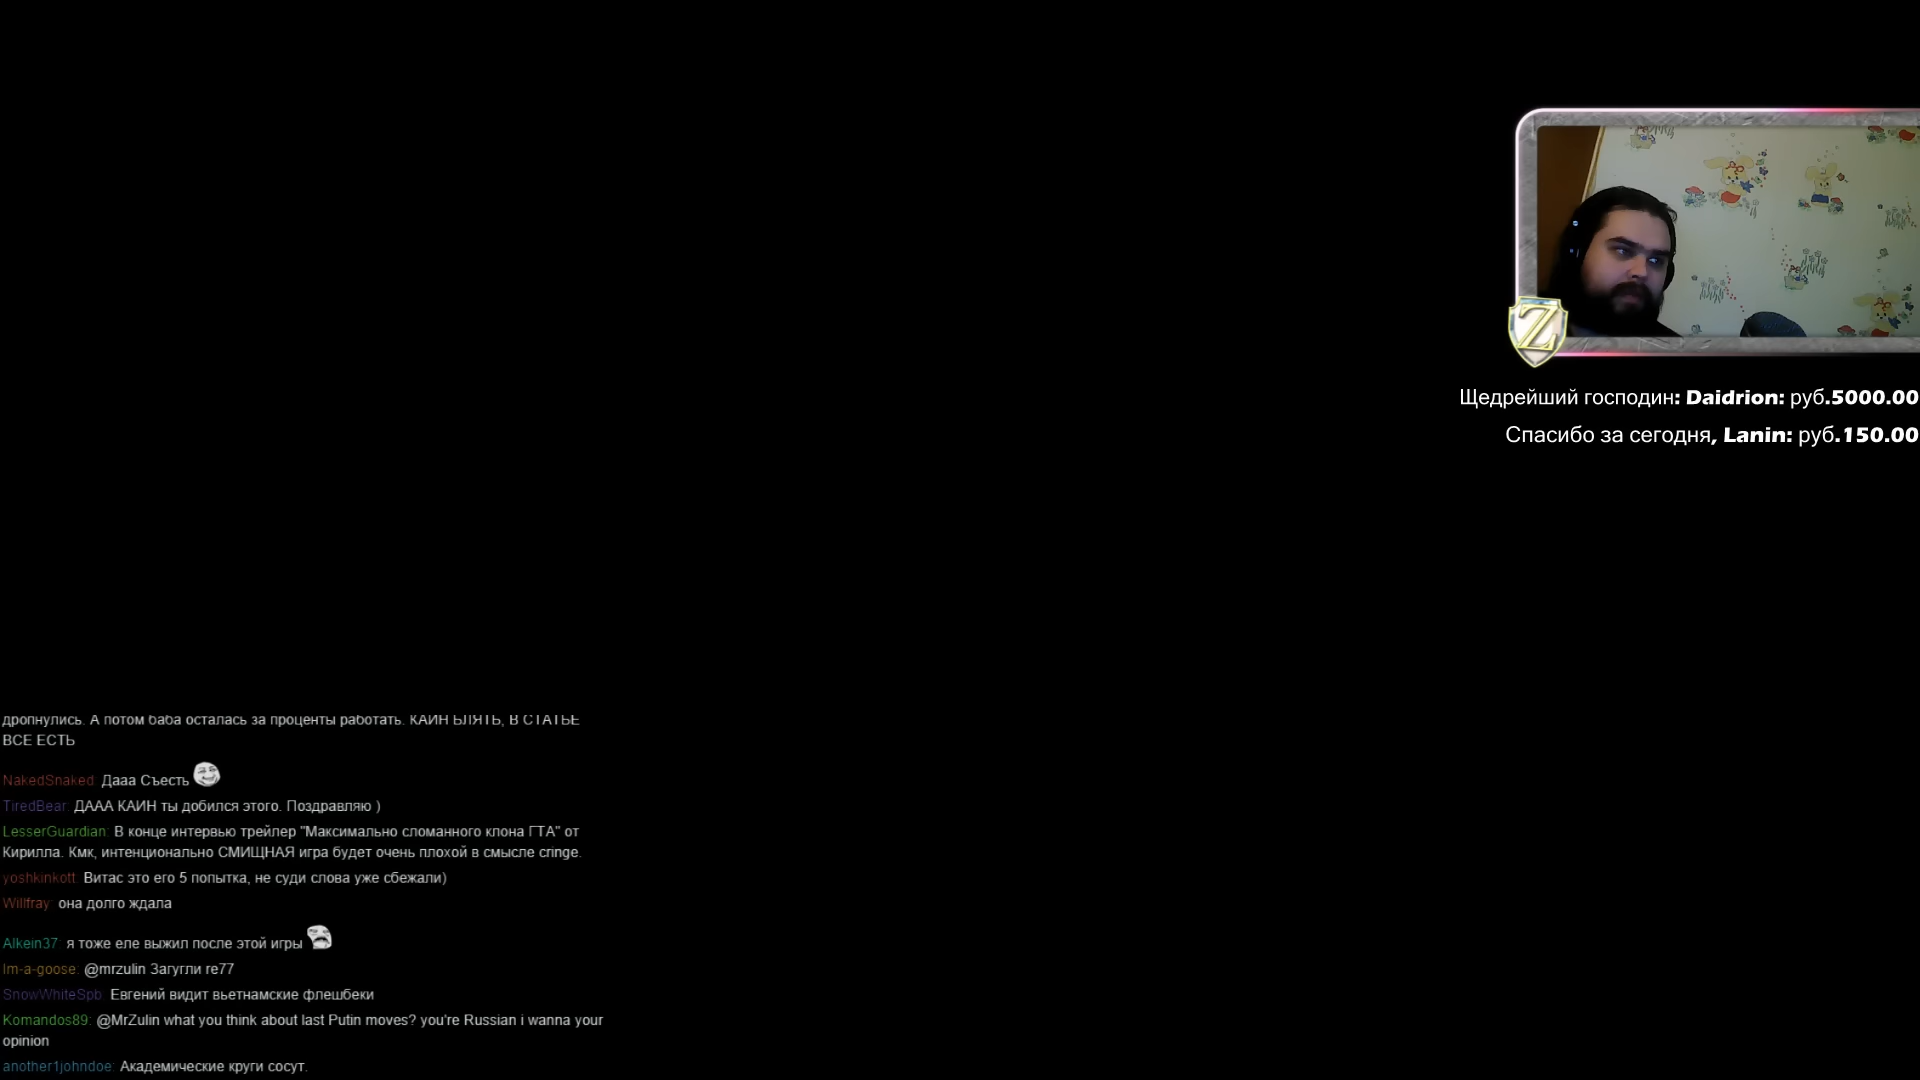 Z
Щедрейший господин: Daidrion: руб.5000.00
Спасибо за сегодня, Lanin: руб.150.00
дропнулись. А потом баба осталась за проценты работать. КАИН БЛЯТЬ, В СТАТЬЕ
ВСЕ ЕСТЬ
NakedSnaked: Дааа Съесть
TiredBear: ДААА КАИН ты добился этого. Поздравляю )
LesserGuardian: В конце интервью трейлер "Максимально сломанного клона ГТА" от
Кирилла. Кмк, интенционально СМИЩНАЯ игра будет очень плохой в смысле cringe.
yoshkinkott: Витас это его 5 попытка, не суди слова уже сбежали)
Willfray: она долго ждала
Alkein37: я тоже еле выжил после этой игры
Im-a-goose: @mrzulin Загугли re77
SnowWhiteSpb: Евгений видит вьетнамские флешбеки
Komandos89: @MrZulin what you think about last Putin moves? you're Russian i wanna your
opinion
another1johndoe: Академические круги сосут.